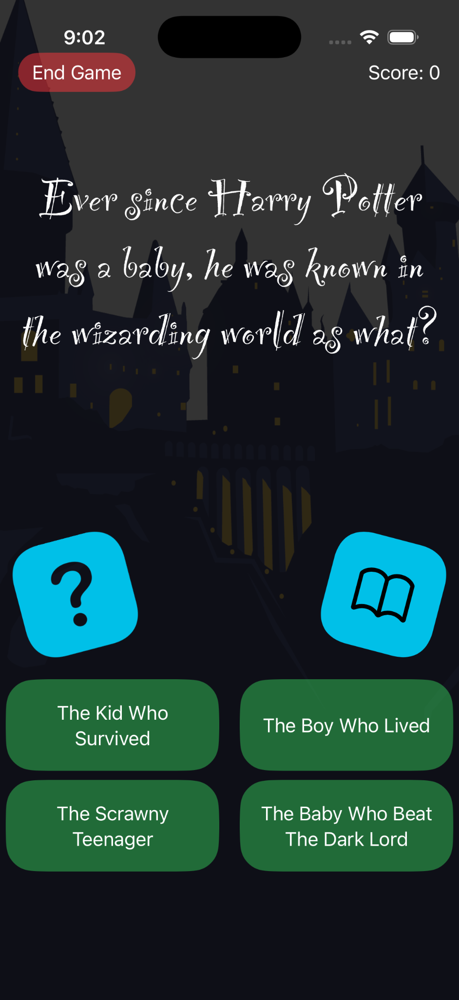 9:02
End Game
Score: 0
Ever since Harry Potter
was a baby, he was known in
the wizarding world as what?
?
The Kid Who
Survived
The Boy Who Lived
The Scrawny
Teenager
The Baby Who Beat
The Dark Lord